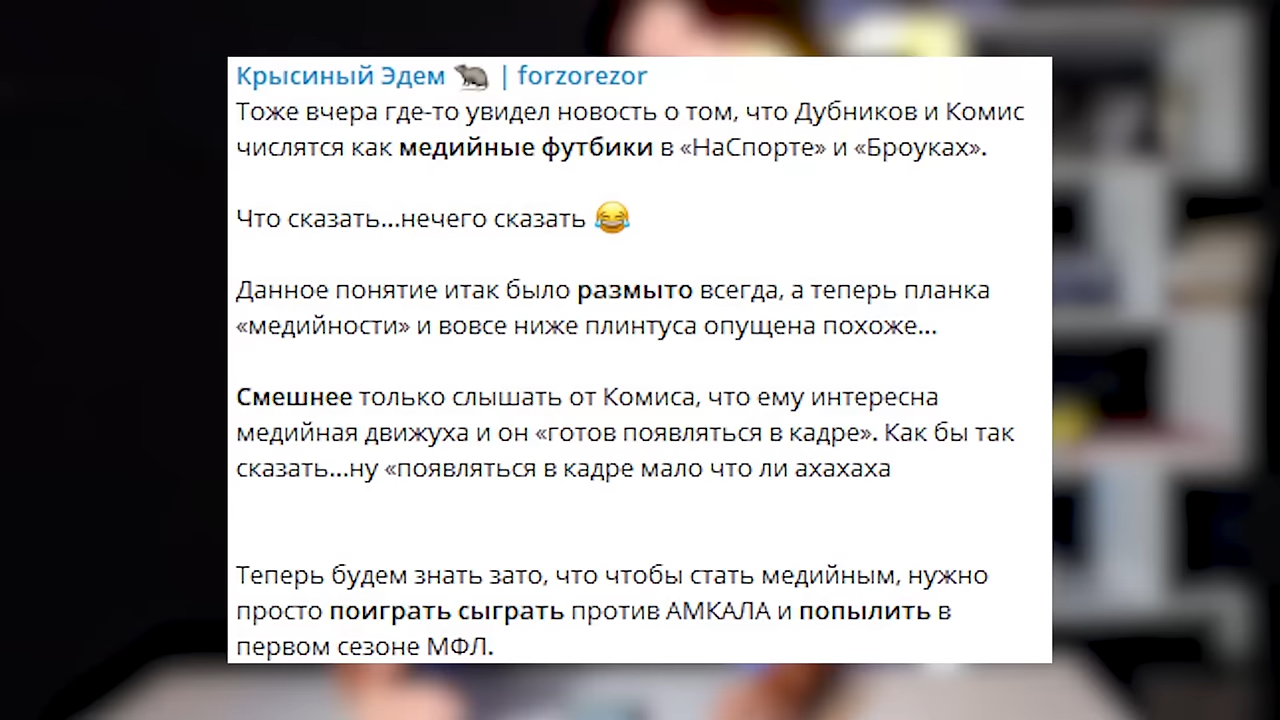 Крысиный Эдем 🐀 | forzorezor
Тоже вчера где-то увидел новость о том, что Дубников и Комис
числятся как медийные футбики в «НаСпорте» и «Броуках».
Что сказать...нечего сказать 😂
Данное понятие итак было размыто всегда, а теперь планка
«медийности» и вовсе ниже плинтуса опущена похоже...
Смешнее только слышать от Комиса, что ему интересна
медийная движуха и он «готов появляться в кадре». Как бы так
сказать...ну «появляться в кадре мало что ли ахахаха
Теперь будем знать зато, что чтобы стать медийным, нужно
просто поиграть сыграть против АМКАЛА и попылить в
первом сезоне МФЛ.